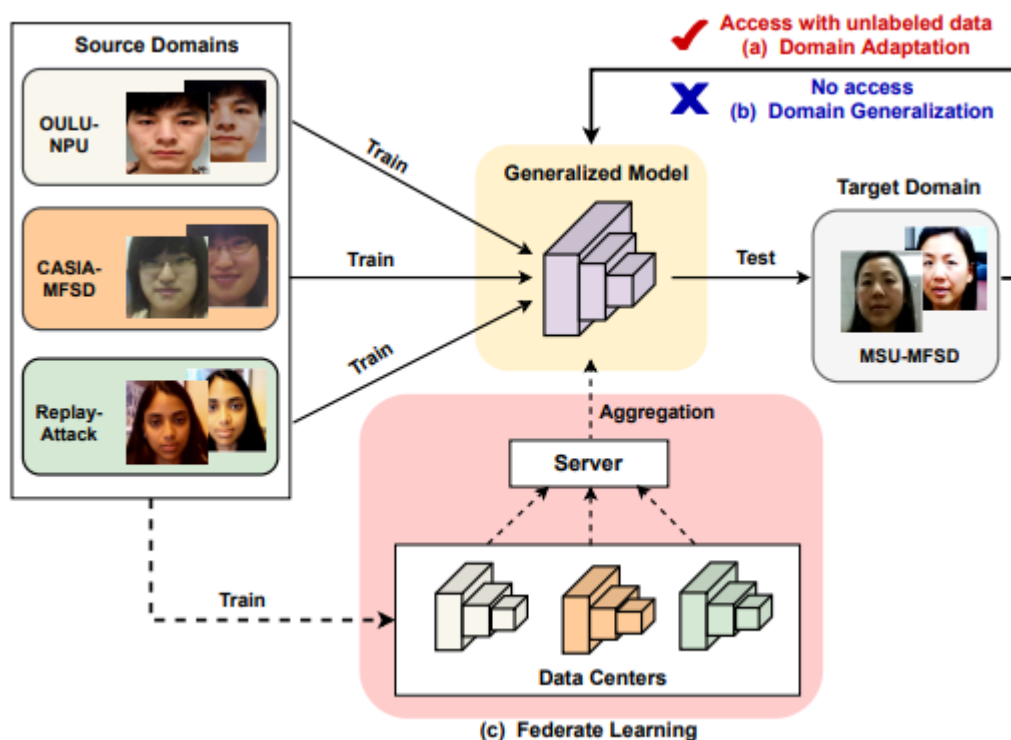 Source Domains
OULU-
NPU
CASIA-
MFSD
Replay-
Attack
Train
Train
Train
Train
Access with unlabeled data
(a) Domain Adaptation
No access
(b) Domain Generalization
Generalized Model
Test
Target Domain
MSU-MFSD
Aggregation
Server
Data Centers
(c) Federate Learning